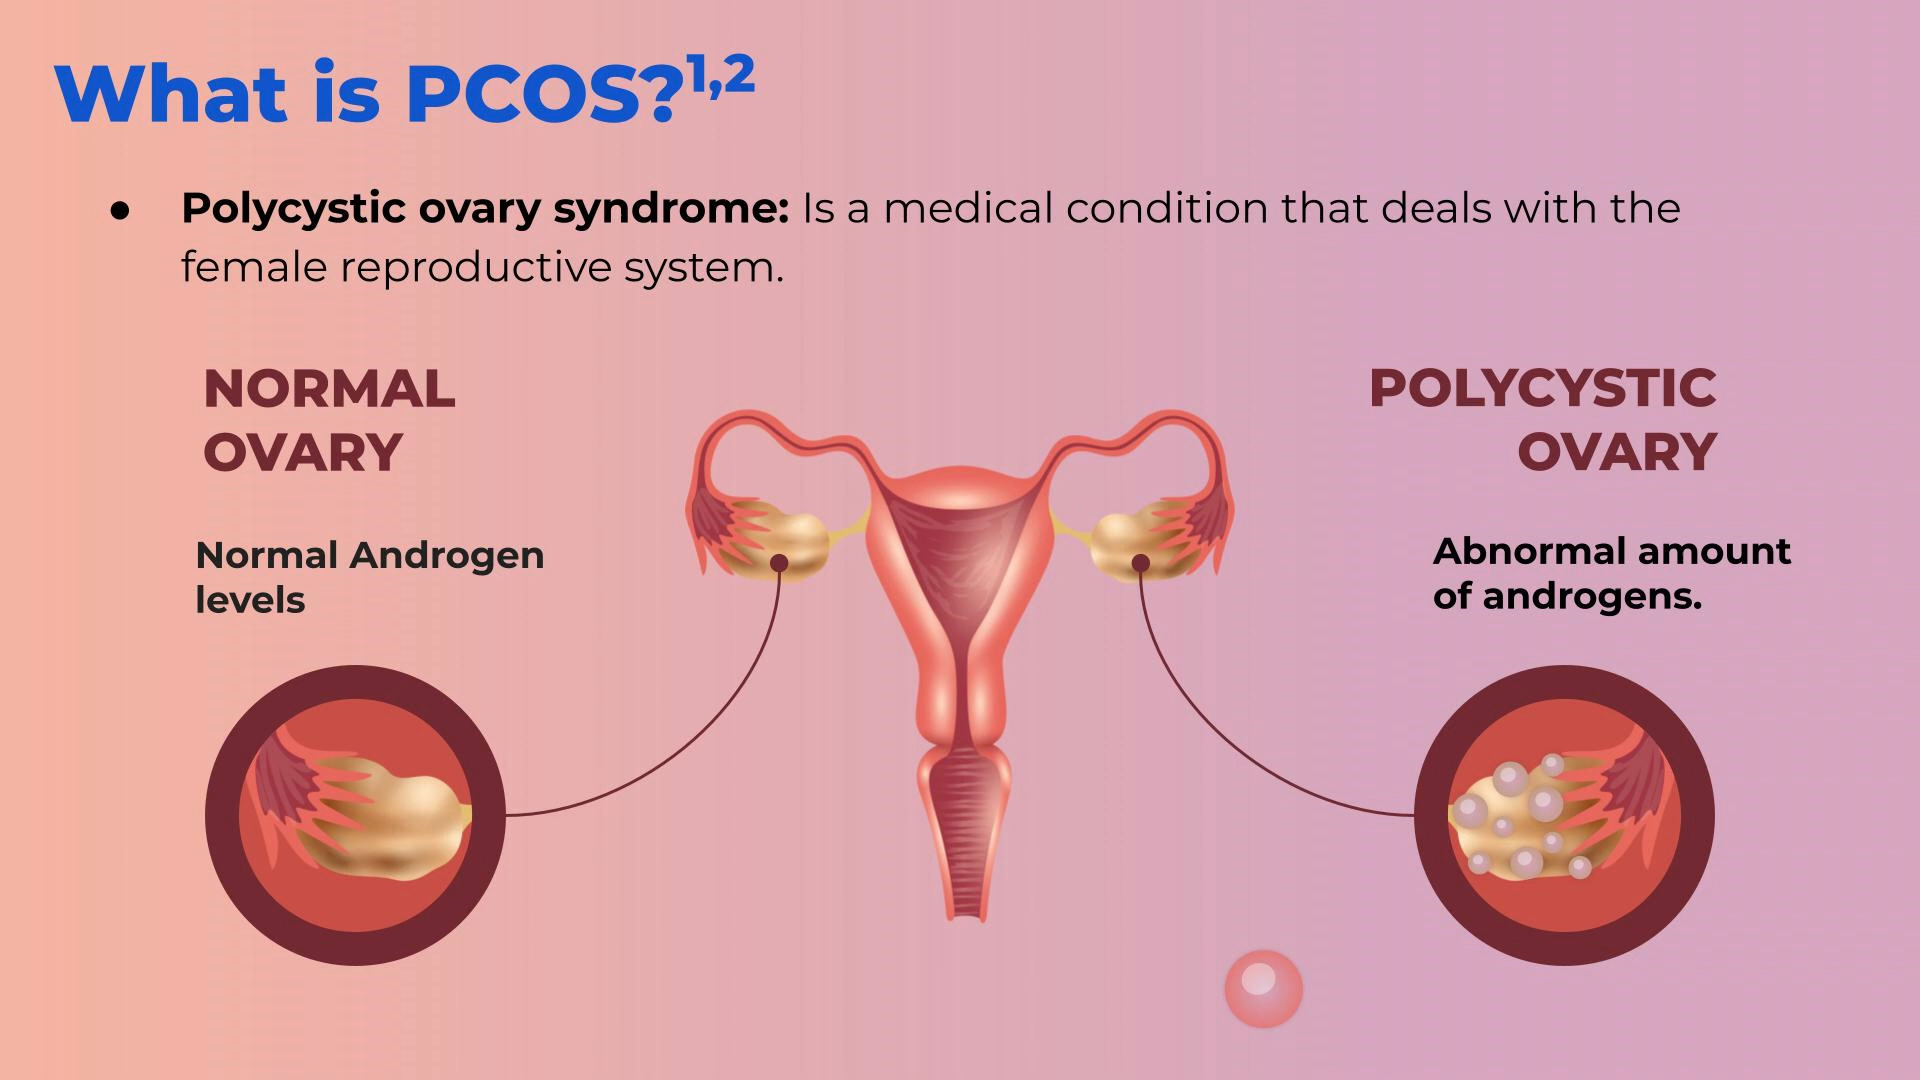 What is PCOS?1,2
● Polycystic ovary syndrome: Is a medical condition that deals with the
female reproductive system.
NORMAL
OVARY
POLYCYSTIC
OVARY
Normal Androgen
levels
Abnormal amount
of androgens.